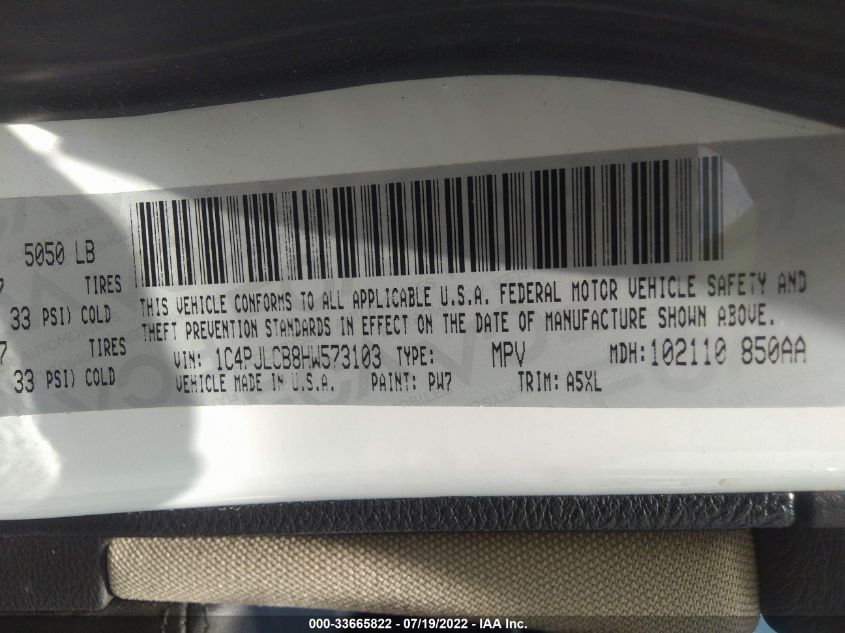 5050 LB
TIRES
33 PSI) COLD
7 TIRES
33 PSI) COLD
THIS VEHICLE CONFORMS TO ALL APPLICABLE U.S.A. FEDERAL MOTOR VEHICLE SAFETY AND
THEFT PREVENTION STANDARDS IN EFFECT ON THE DATE OF MANUFACTURE SHOWN ABOVE.
VIN: 1C4PJLCB8HW573103 TYPE: MPV MDH: 102110 850AA
VEHICLE MADE IN U.S.A. PAINT: PW7 TRIM: A5XL
000-33665822 - 07/19/2022 - IAA Inc.